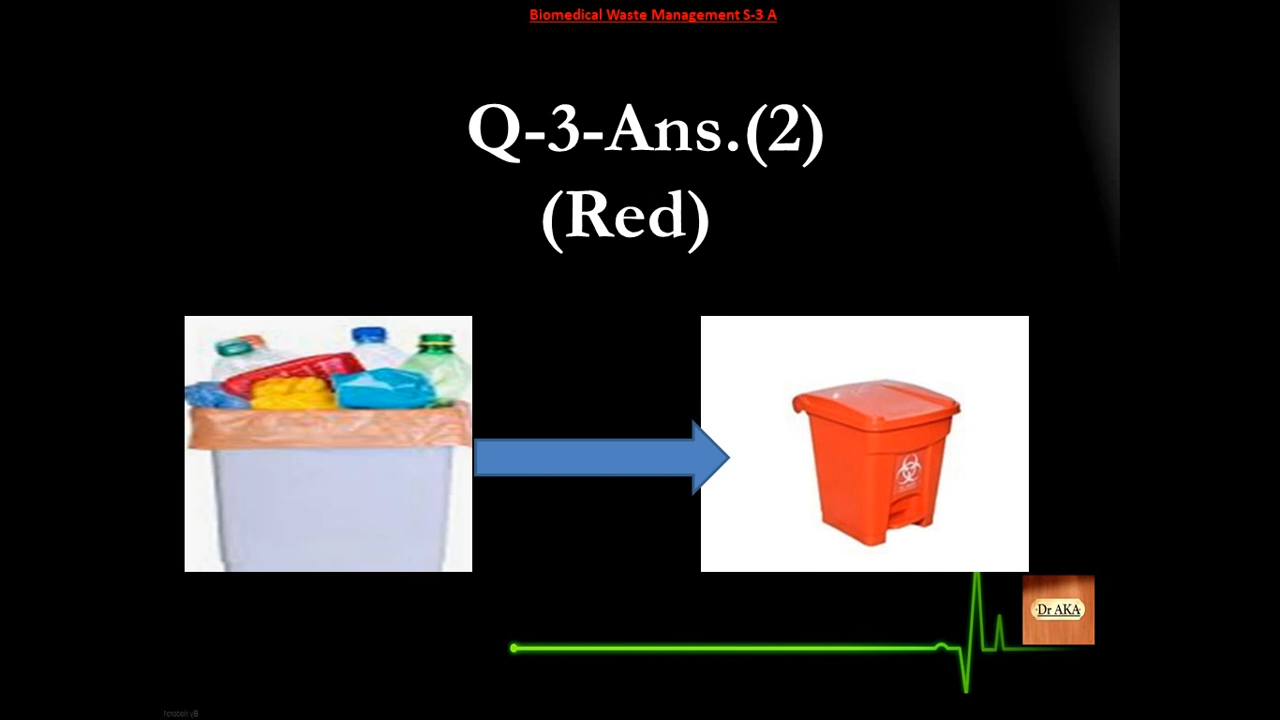 Biomedical Waste Management S-3 A
Q-3-Ans.(2)
(Red)
Dr AKA